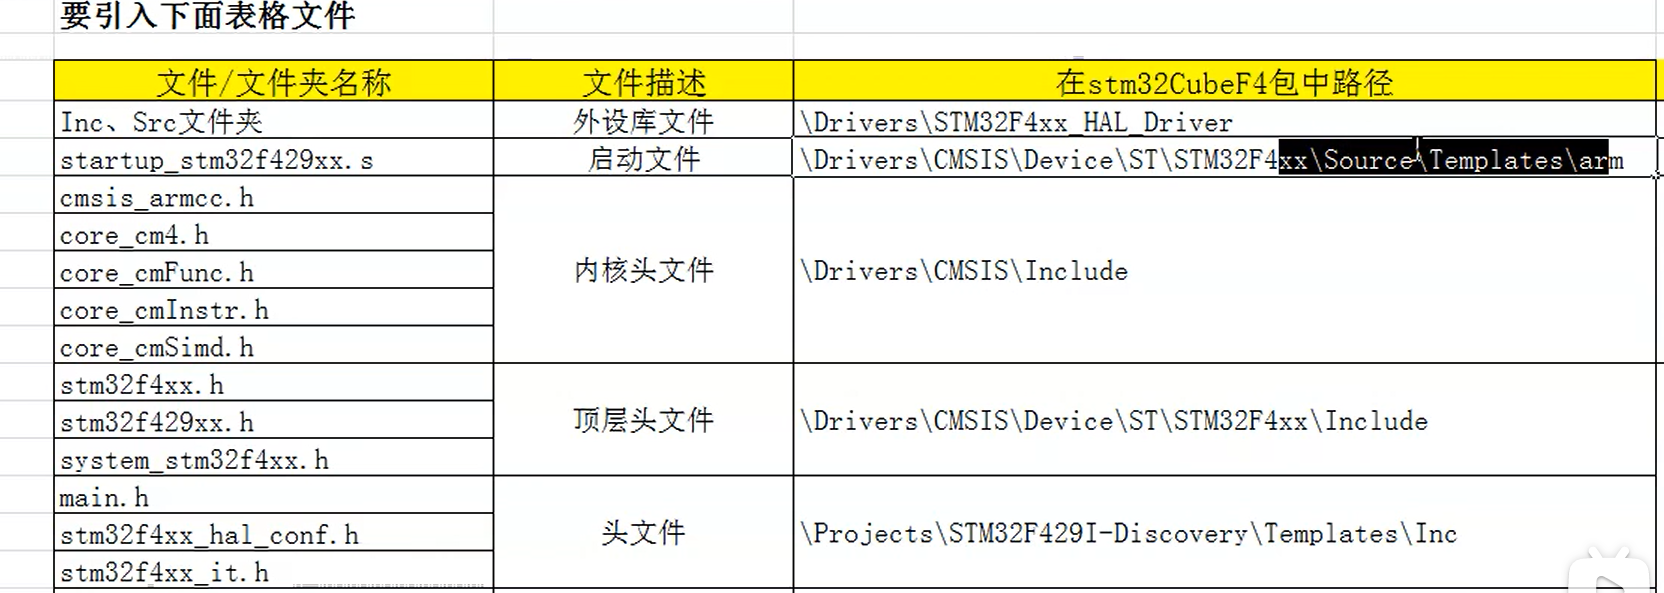 要引入下面表格文件
文件/文件夹名称 文件描述 在stm32CubeF4包中路径
Inc、Src文件夹 外设库文件 \Drivers\STM32F4xx_HAL_Driver
startup_stm32f429xx.s 启动文件 \Drivers\CMSIS\Device\ST\STM32F4xx\Source\Templates\arm
cmsis_armcc.h
core_cm4.h
core_cmFunc.h 内核头文件 \Drivers\CMSIS\Include
core_cmInstr.h
core_cmSimd.h
stm32f4xx.h
stm32f429xx.h 顶层头文件 \Drivers\CMSIS\Device\ST\STM32F4xx\Include
system_stm32f4xx.h
main.h
stm32f4xx_hal_conf.h 头文件 \Projects\STM32F429I-Discovery\Templates\Inc
stm32f4xx_it.h